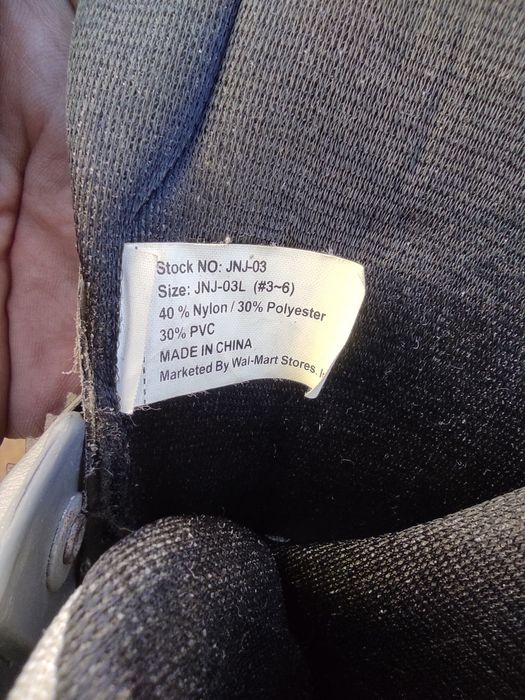 Stock NO: JNJ-03
Size: JNJ-03L (#3~6)
40 % Nylon / 30% Polyester
30% PVC
MADE IN CHINA
Marketed By Wal-Mart Stores,